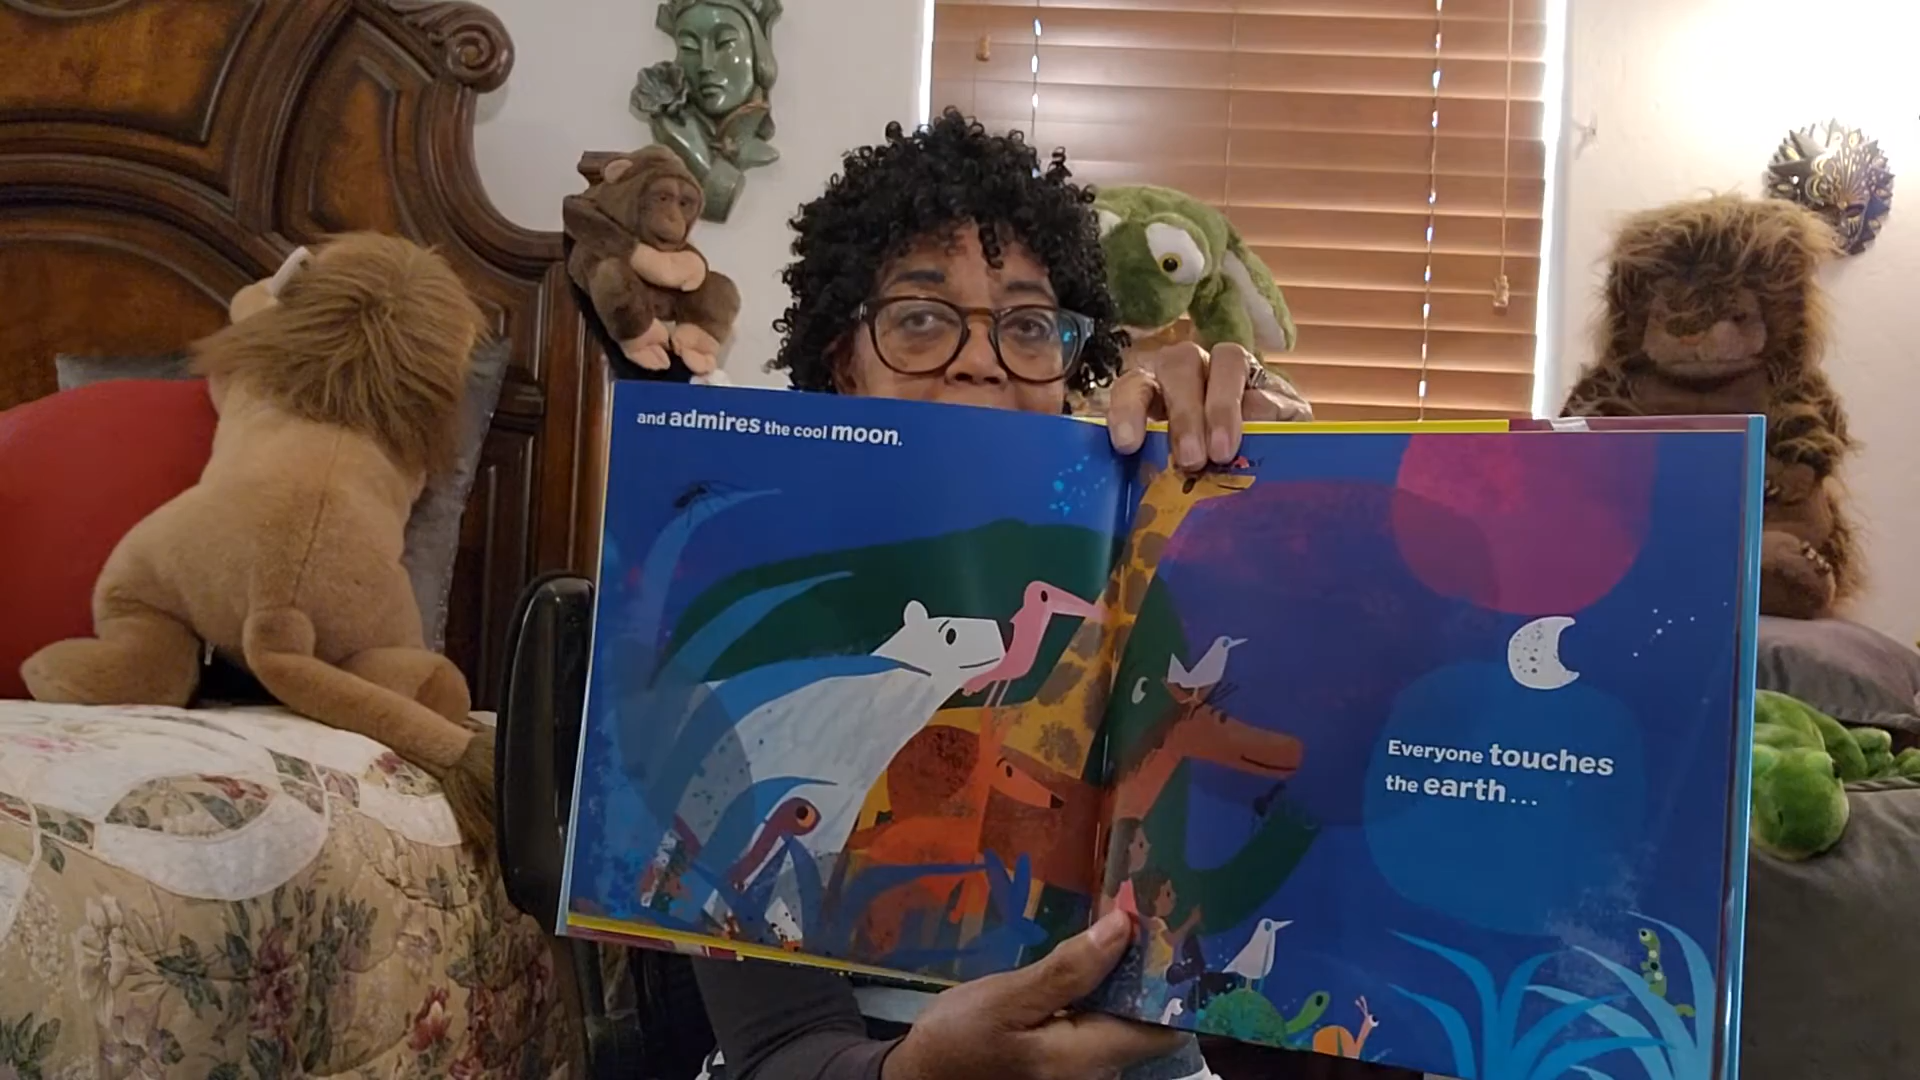 and admires the cool moon.
Everyone touches
the earth...